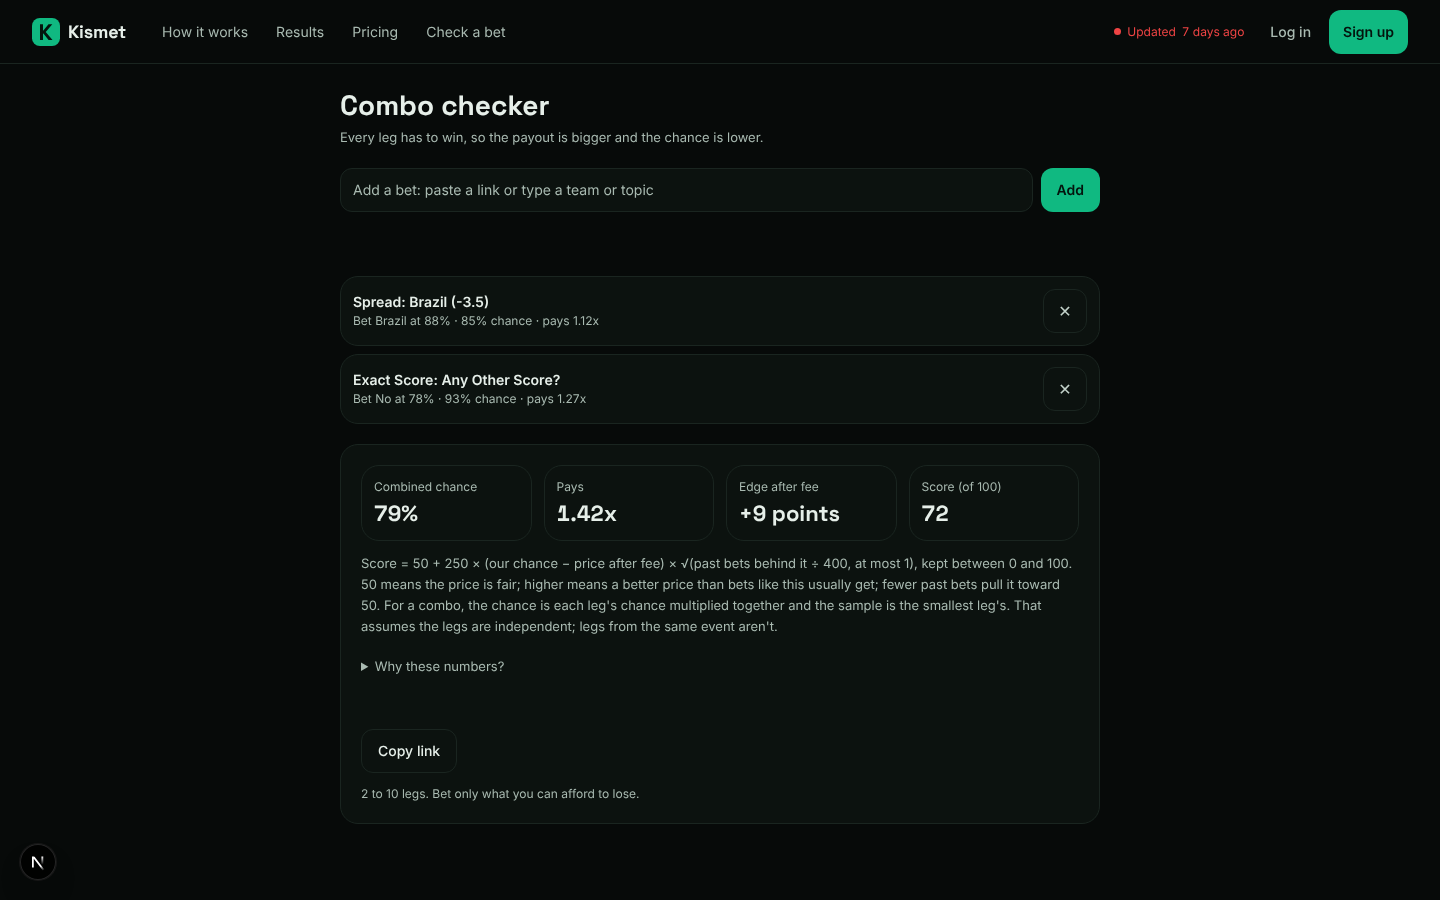 K Kismet
How it works
Results
Pricing
Check a bet
Updated 7 days ago
Log in
Sign up
Combo checker
Every leg has to win, so the payout is bigger and the chance is lower.
Add a bet: paste a link or type a team or topic
Add
Spread: Brazil (-3.5)
Bet Brazil at 88% · 85% chance · pays 1.12x
✕
Exact Score: Any Other Score?
Bet No at 78% · 93% chance · pays 1.27x
✕
Combined chance
79%
Pays
1.42x
Edge after fee
+9 points
Score (of 100)
72
Score = 50 + 250 × (our chance − price after fee) × √(past bets behind it ÷ 400, at most 1), kept between 0 and 100.
50 means the price is fair; higher means a better price than bets like this usually get; fewer past bets pull it toward
50. For a combo, the chance is each leg's chance multiplied together and the sample is the smallest leg's. That
assumes the legs are independent; legs from the same event aren't.
▶ Why these numbers?
Copy link
2 to 10 legs. Bet only what you can afford to lose.
N